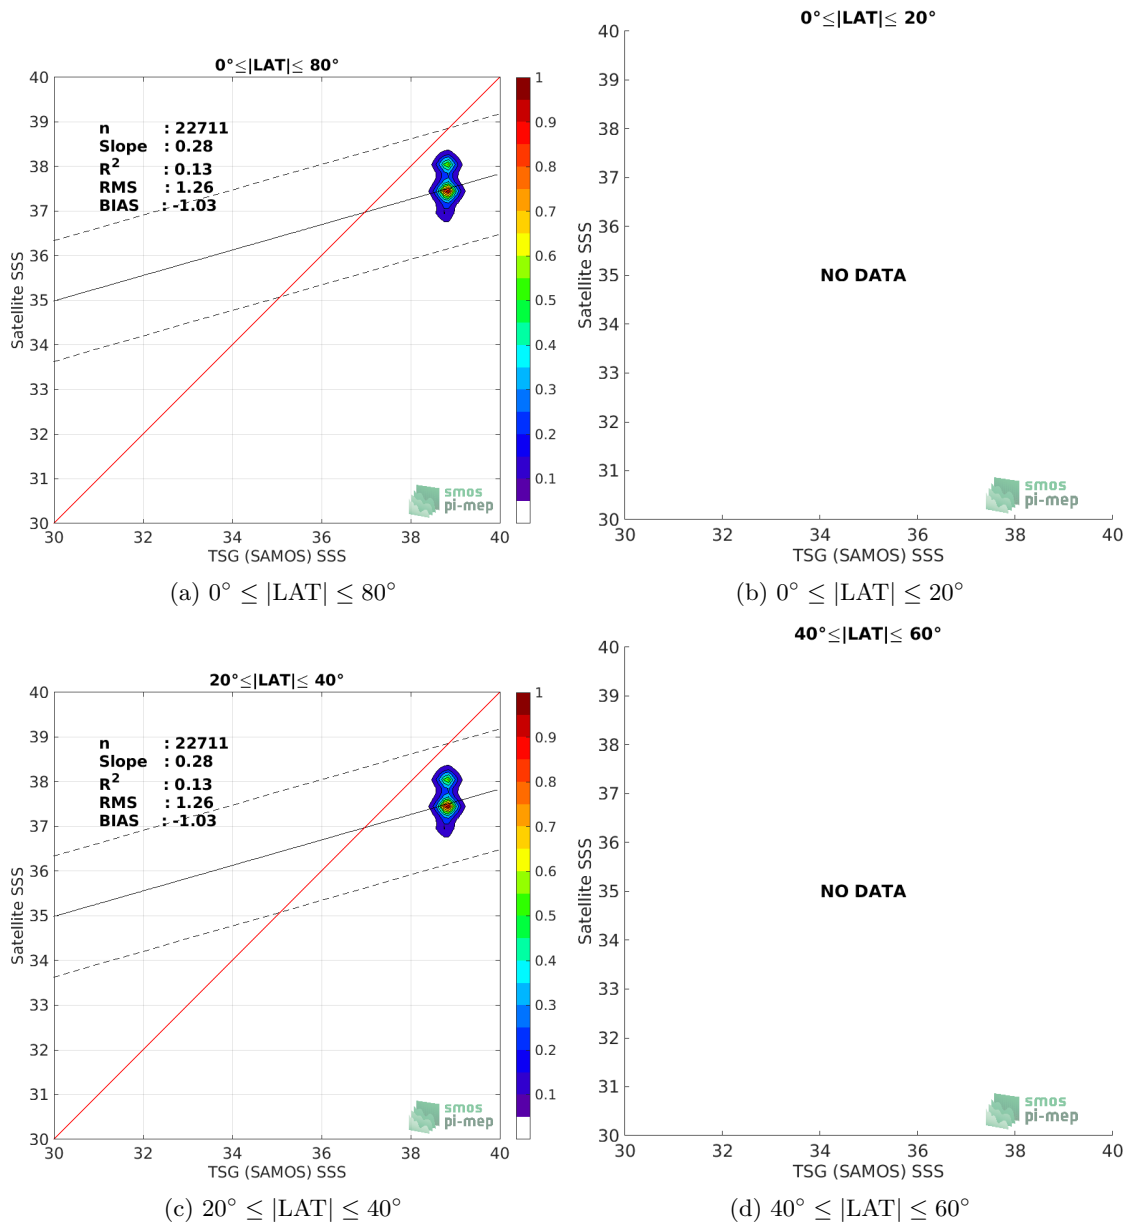 0°≤|LAT|≤ 80°
40
39
38
37
36
35
34
33
32
31
30
Satellite SSS
n : 22711
Slope : 0.28
R2 : 0.13
RMS : 1.26
BIAS : -1.03
1
0.9
0.8
0.7
0.6
0.5
0.4
0.3
0.2
0.1
smos
pi-mep
30 32 34 36 38 40
TSG (SAMOS) SSS
(a) 0° ≤ |LAT| ≤ 80°
0°≤|LAT|≤ 20°
40
39
38
37
36
35
34
33
32
31
30
Satellite SSS
NO DATA
smos
pi-mep
30 32 34 36 38 40
TSG (SAMOS) SSS
(b) 0° ≤ |LAT| ≤ 20°
20°≤|LAT|≤ 40°
40
39
38
37
36
35
34
33
32
31
30
Satellite SSS
n : 22711
Slope : 0.28
R2 : 0.13
RMS : 1.26
BIAS : -1.03
1
0.9
0.8
0.7
0.6
0.5
0.4
0.3
0.2
0.1
smos
pi-mep
30 32 34 36 38 40
TSG (SAMOS) SSS
(c) 20° ≤ |LAT| ≤ 40°
40°≤|LAT|≤ 60°
40
39
38
37
36
35
34
33
32
31
30
Satellite SSS
NO DATA
smos
pi-mep
30 32 34 36 38 40
TSG (SAMOS) SSS
(d) 40° ≤ |LAT| ≤ 60°